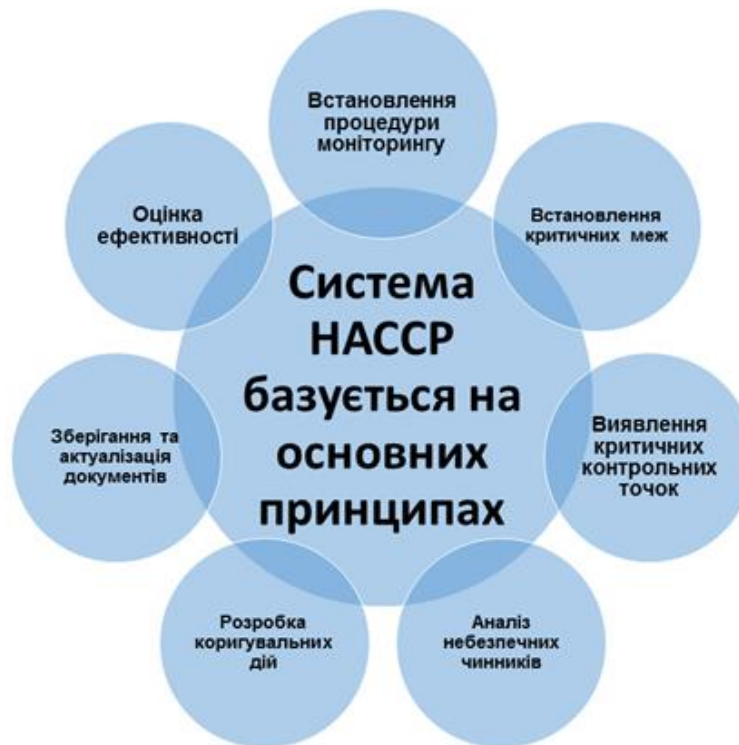 Встановлення
процедури
моніторингу
Оцінка
ефективності
Встановлення
критичних меж
Система
НАССР
базується на
основних
принципах
Зберігання та
актуалізація
документів
Виявлення
критичних
контрольних
точок
Розробка
коригувальних
дій
Аналіз
небезпечних
чинників